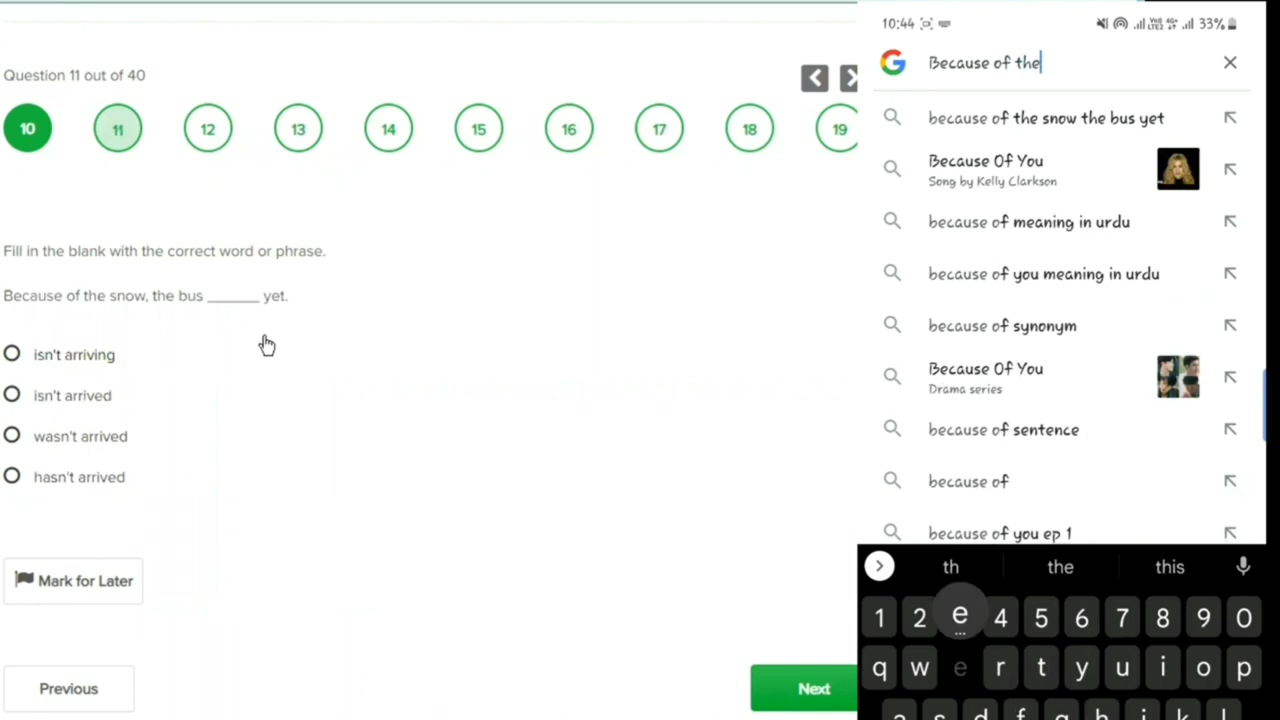 Question 11 out of 40
10 11 12 13 14 15 16 17 18 19
Fill in the blank with the correct word or phrase.
Because of the snow, the bus ______ yet.
isn't arriving
isn't arrived
wasn't arrived
hasn't arrived
Mark for Later
Previous
Next
10:44 33%
Because of the
because of the snow the bus yet
Because Of You
Song by Kelly Clarkson
because of meaning in urdu
because of you meaning in urdu
because of synonym
Because Of You
Drama series
because of sentence
because of
because of you ep 1
th the this
1 2 e 4 5 6 7 8 9 0
q w e r t y u i o p
a s d f g h j k l